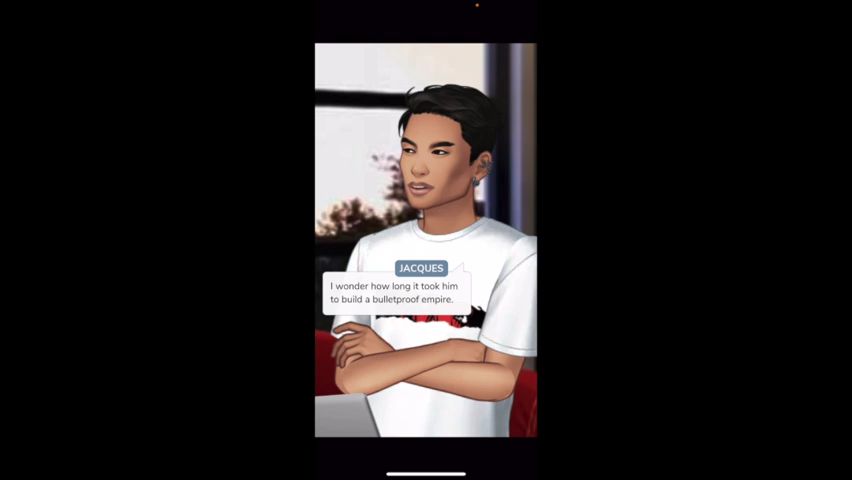 JACQUES
I wonder how long it took him
to build a bulletproof empire.